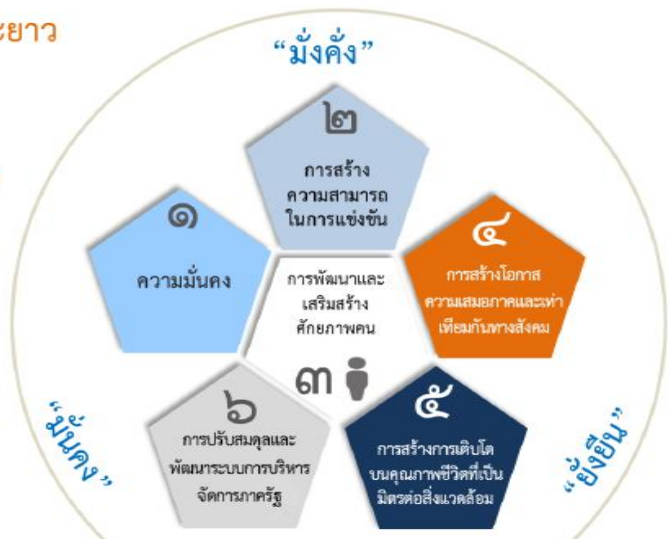 ะยาว
“มั่งคั่ง”
๒
การสร้าง
ความสามารถ
ในการแข่งขัน
๑
ความมั่นคง
๔
การสร้างโอกาส
ความเสมอภาคและเท่า
เทียมกันทางสังคม
การพัฒนาและ
เสริมสร้าง
ศักยภาพคน
๓
๖
การปรับสมดุลและ
พัฒนาระบบการบริหาร
จัดการภาครัฐ
๕
การสร้างการเติบโต
บนคุณภาพชีวิตที่เป็น
มิตรต่อสิ่งแวดล้อม
“มั่นคง”
“ยั่งยืน”